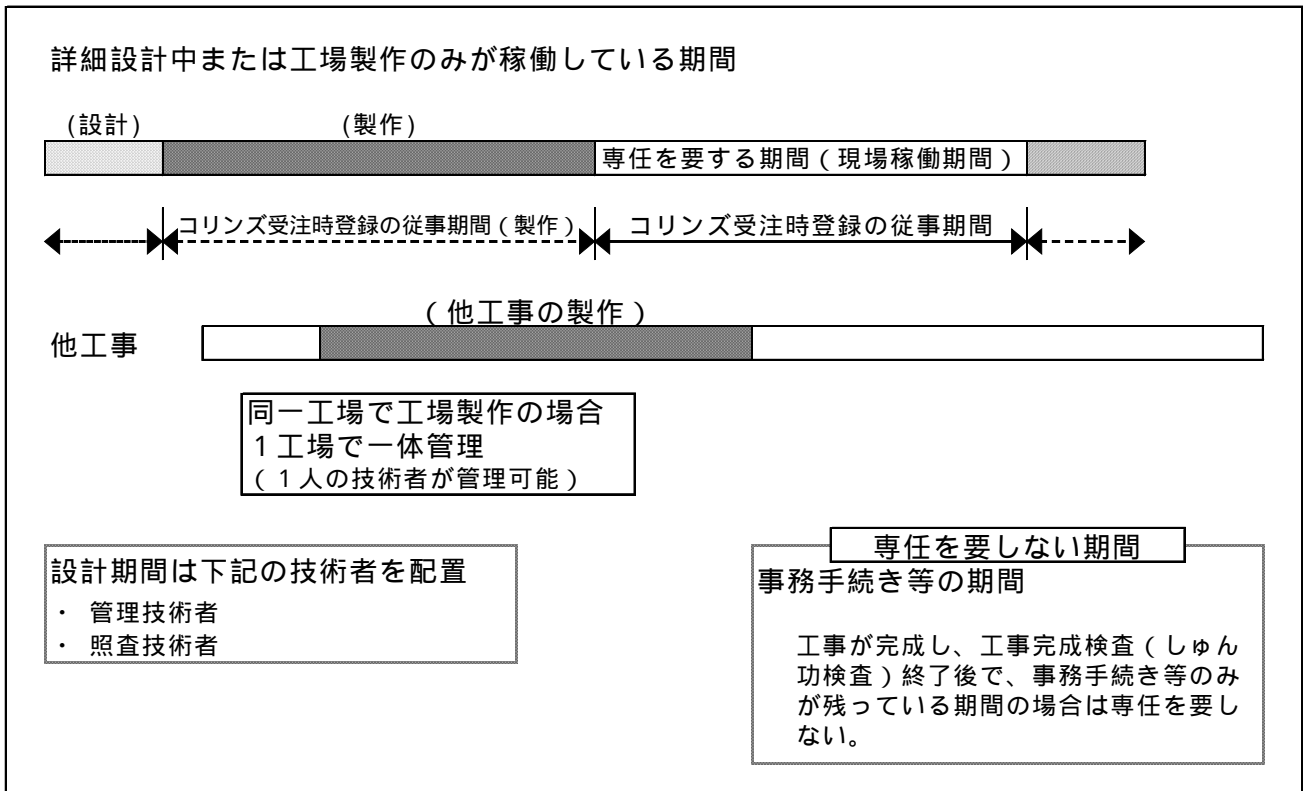 詳細設計中または工場製作のみが稼働している期間
(設計)
(製作)
専任を要する期間(現場稼働期間)
コリンズ受注時登録の従事期間(製作)
コリンズ受注時登録の従事期間
(他工事の製作)
他工事
同一工場で工場製作の場合
1工場で一体管理
(1人の技術者が管理可能)
設計期間は下記の技術者を配置
・ 管理技術者
・ 照査技術者
専任を要しない期間
事務手続き等の期間
工事が完成し、工事完成検査(しゅん
功検査)終了後で、事務手続き等のみ
が残っている期間の場合は専任を要し
ない。